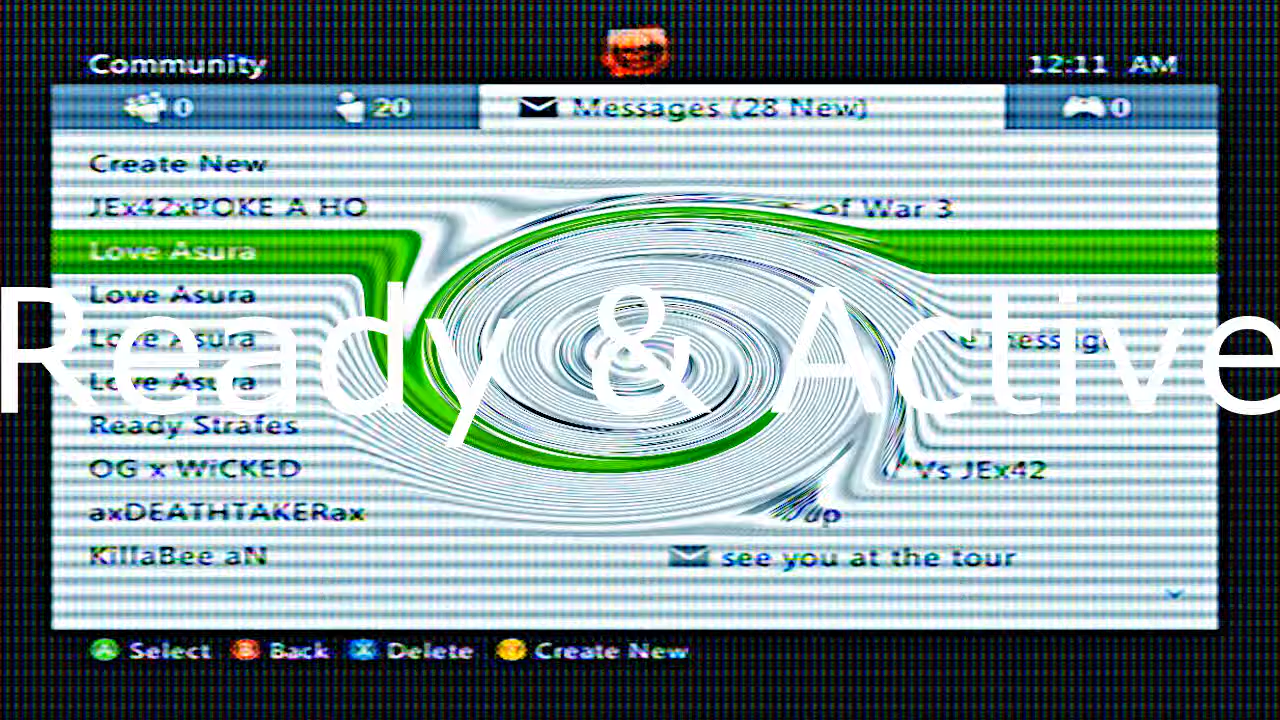 Community
12:11 AM
0
20
Messages (28 New)
0
Create New
JEx42xPOKE A HO of War 3
Love Asura
Love Asura
Love Asura
Love Asura
Ready & Active
Ready Strafes
OG x WiCKED Vs JEx42
axDEATHTAKERax up
KillaBee aN see you at the tour
A Select B Back X Delete Create New